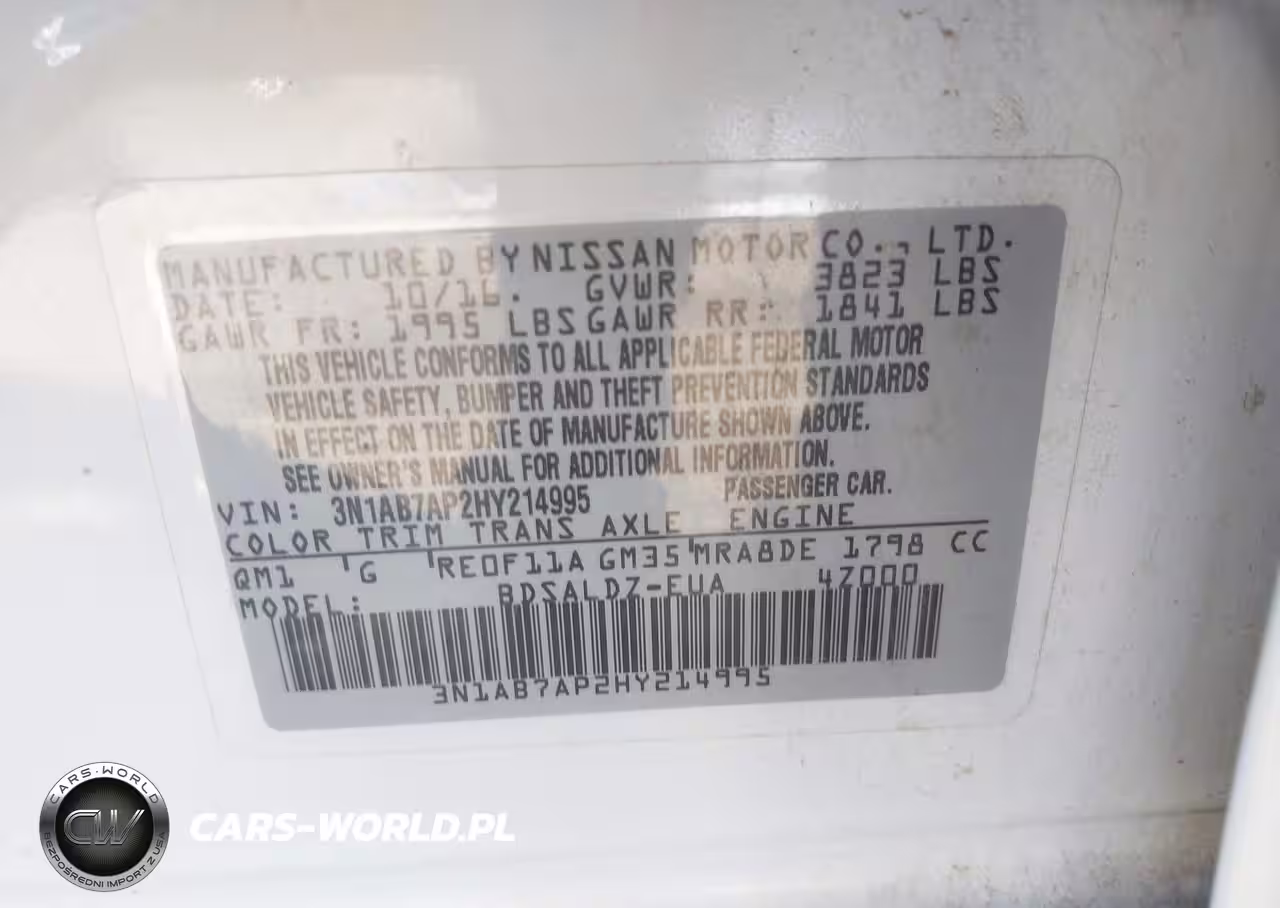 MANUFACTURED BY NISSAN MOTOR CO., LTD.
DATE: 10/16. GVWR: 3823 LBS
GAWR FR: 1995 LBS GAWR RR: 1841 LBS
THIS VEHICLE CONFORMS TO ALL APPLICABLE FEDERAL MOTOR
VEHICLE SAFETY, BUMPER AND THEFT PREVENTION STANDARDS
IN EFFECT ON THE DATE OF MANUFACTURE SHOWN ABOVE.
SEE OWNER'S MANUAL FOR ADDITIONAL INFORMATION.
VIN: 3N1AB7AP2HY214995 PASSENGER CAR.
COLOR TRIM TRANS AXLE ENGINE
QM1 G RE0F11A GM35 MRA8DE 1798 CC
MODEL: BDSALDZ-EUA 4Z000
3N1AB7AP2HY214995
CARS-WORLD
CW
BEZPOŚREDNI IMPORT Z USA
CARS-WORLD.PL